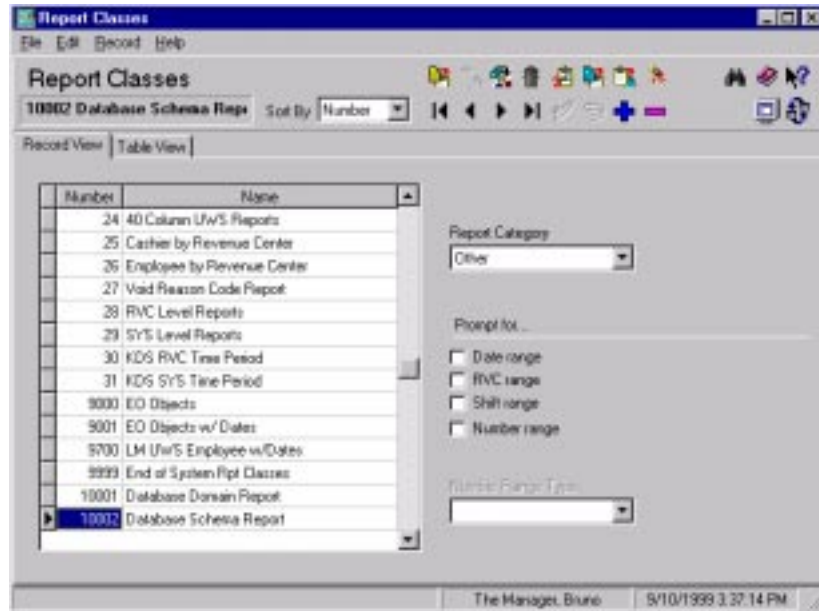 Report Classes
File Edit Record Help
Report Classes
10002 Database Schema Rep
Sort By Number
Record View Table View
Number Name
24 40 Column UWS Reports
25 Cashier by Revenue Center
26 Employee by Revenue Center
27 Void Reason Code Report
28 RVC Level Reports
29 SYS Level Reports
30 KDS RVC Time Period
31 KDS SYS Time Period
9000 EO Objects
9001 EO Objects w/ Dates
9700 LM UWS Employee w/Dates
9999 End of System Rpt Classes
10001 Database Domain Report
10002 Database Schema Report
Report Category
Other
Prompt for...
Date range
RVC range
Shift range
Number range
Number Range Type
The Manager, Bruno
9/10/1999 3:37:14 PM